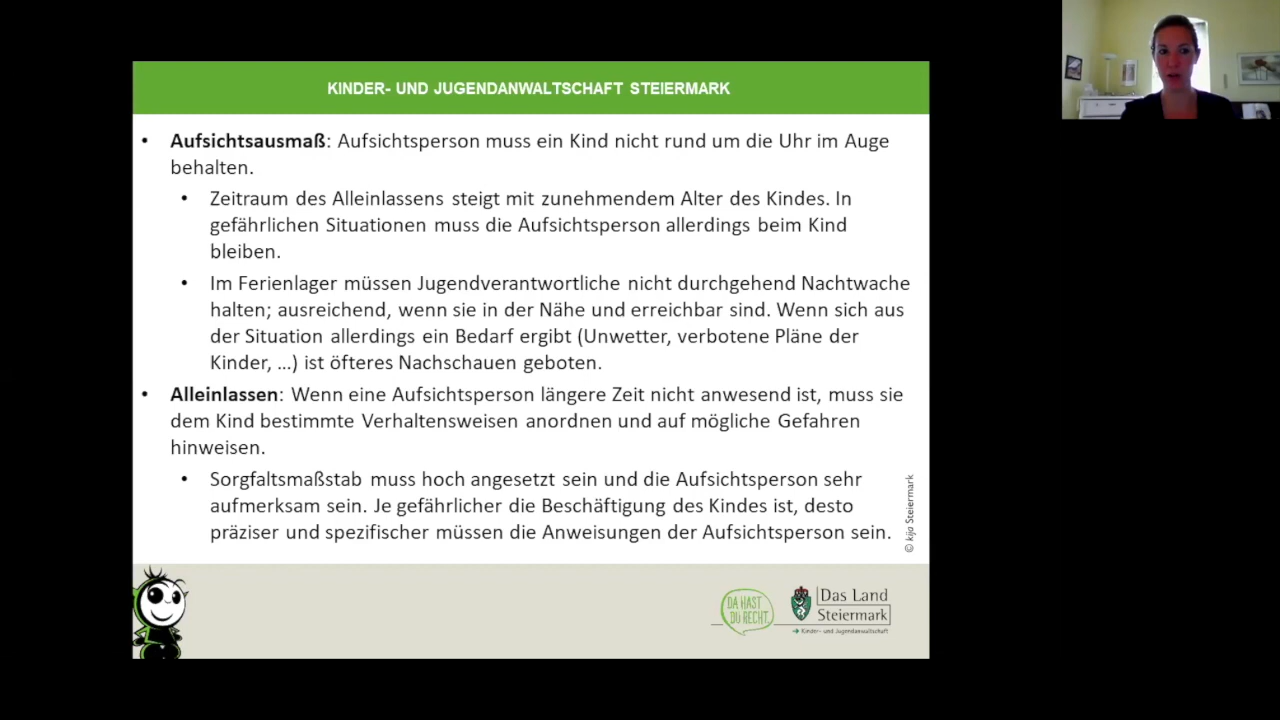 KINDER- UND JUGENDANWALTSCHAFT STEIERMARK
• Aufsichtsausmaß: Aufsichtsperson muss ein Kind nicht rund um die Uhr im Auge
behalten.
• Zeitraum des Alleinlassens steigt mit zunehmendem Alter des Kindes. In
gefährlichen Situationen muss die Aufsichtsperson allerdings beim Kind
bleiben.
• Im Ferienlager müssen Jugendverantwortliche nicht durchgehend Nachtwache
halten; ausreichend, wenn sie in der Nähe und erreichbar sind. Wenn sich aus
der Situation allerdings ein Bedarf ergibt (Unwetter, verbotene Pläne der
Kinder, …) ist öfteres Nachschauen geboten.
• Alleinlassen: Wenn eine Aufsichtsperson längere Zeit nicht anwesend ist, muss sie
dem Kind bestimmte Verhaltensweisen anordnen und auf mögliche Gefahren
hinweisen.
• Sorgfaltsmaßstab muss hoch angesetzt sein und die Aufsichtsperson sehr
aufmerksam sein. Je gefährlicher die Beschäftigung des Kindes ist, desto
präziser und spezifischer müssen die Anweisungen der Aufsichtsperson sein.
© kija Steiermark
DA HAST
DU RECHT
Das Land
Steiermark
➔ Kinder- und Jugendanwaltschaft